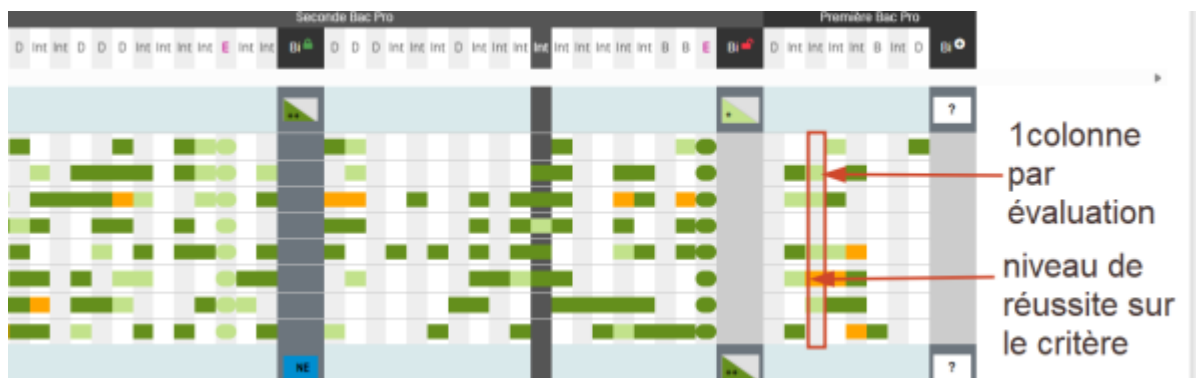 Seconde Bac Pro
Première Bac Pro
D Int Int D D D Int Int Int Int E Int Int Bi D D D Int Int Int D Int Int Int Int Int Int Int Int Int B B E Bi D Int Int Int Int B Int D Bi
++
+
?
1colonne
par
évaluation
niveau de
réussite sur
le critère
NE
++
?